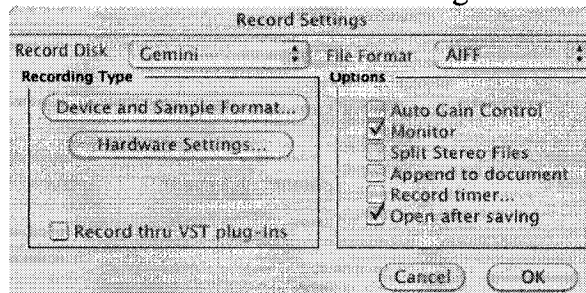 Record Settings
Record Disk Gemini File Format AIFF
Recording Type Options
Device and Sample Format... Auto Gain Control
Hardware Settings... Monitor
Split Stereo Files
Append to document
Record timer...
Record thru VST plug-ins Open after saving
Cancel OK